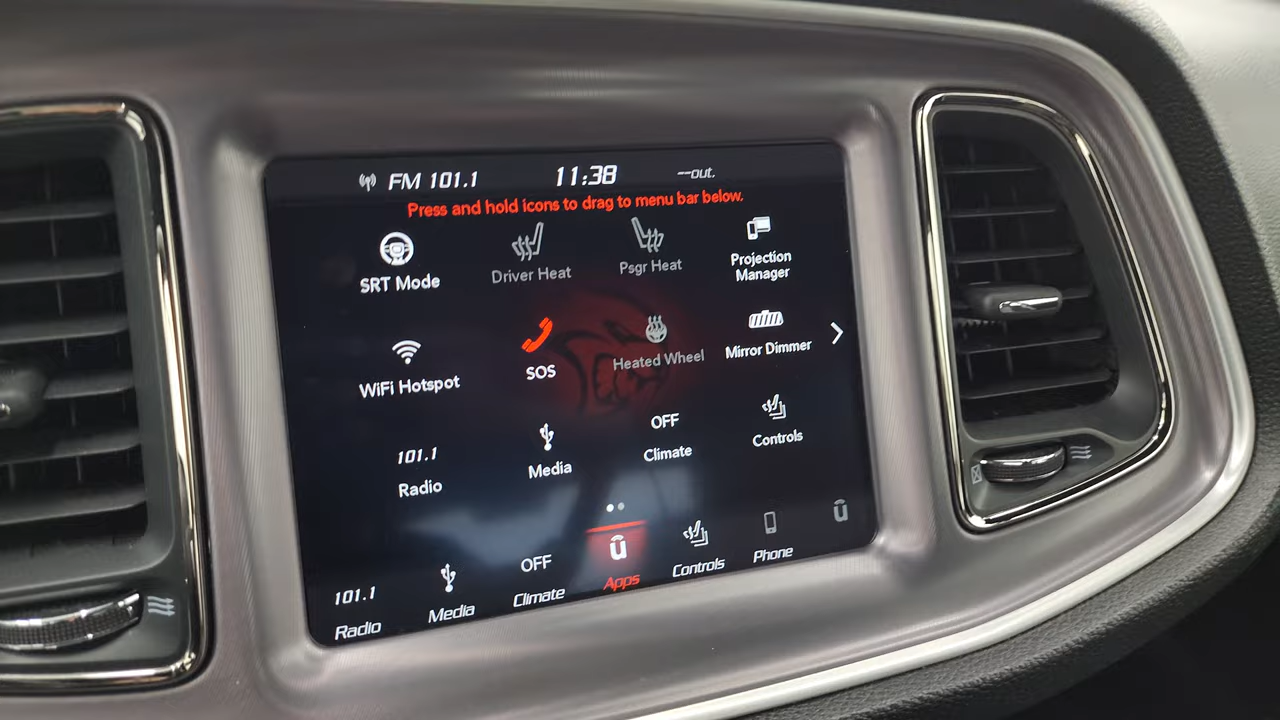 FM 101.1 11:38 --out.
Press and hold icons to drag to menu bar below.
SRT Mode
Driver Heat
Psgr Heat
Projection
Manager
WiFi Hotspot
SOS
Heated Wheel
Mirror Dimmer
101.1
Radio
Media
OFF
Climate
Controls
101.1
Radio
Media
OFF
Climate
û
Apps
Controls
Phone
û